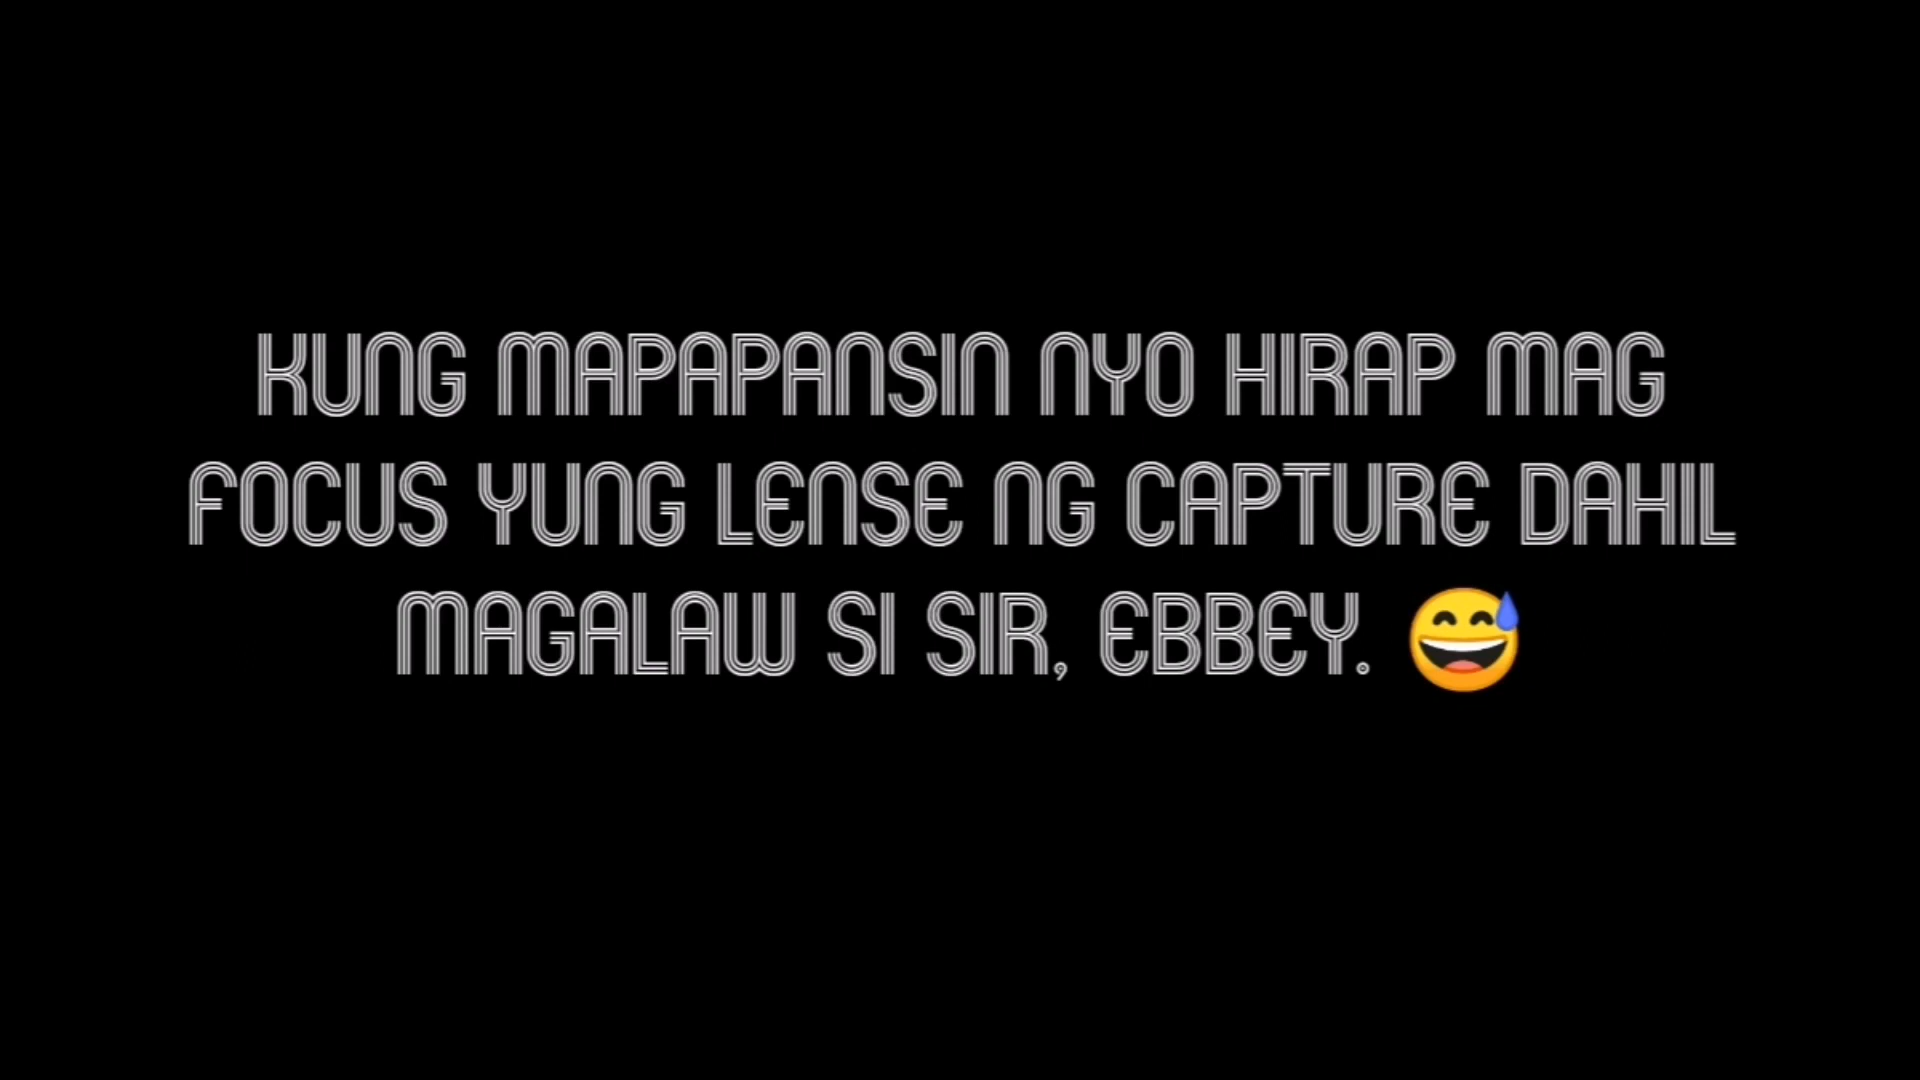 KUNG MAPAPANSIN NYO HIRAP MAG
FOCUS YUNG LENSE NG CAPTURE DAHIL
MAGALAW SI SIR, EBBEY. 😅